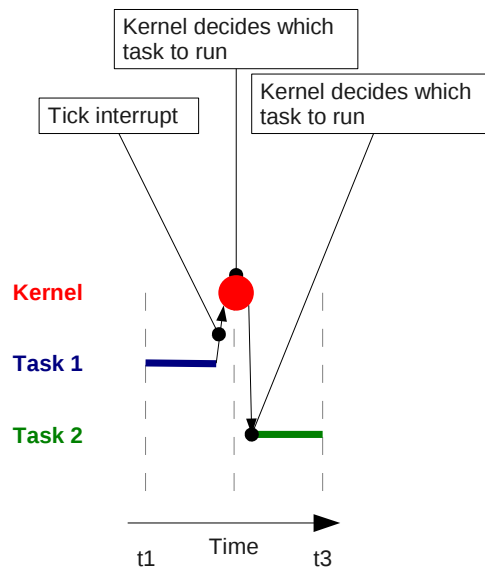 Kernel decides which
task to run
Kernel decides which
task to run
Tick interrupt
Kernel
Task 1
Task 2
Time
t1
t3